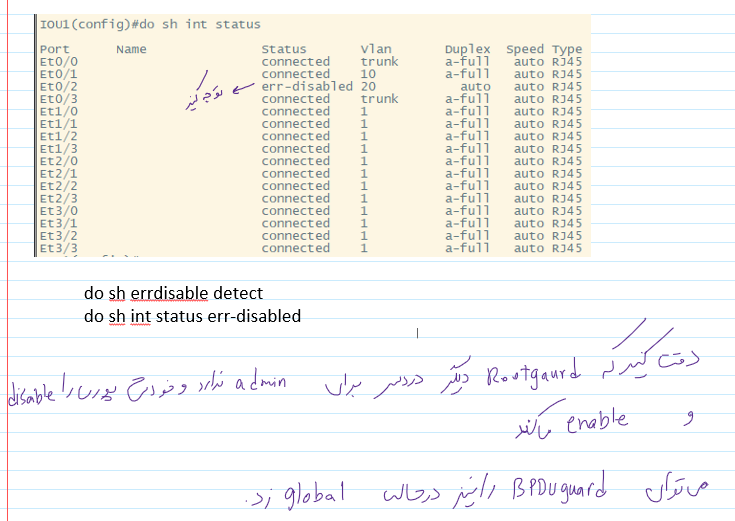 IOU1(config)#do sh int status
Port Name Status Vlan Duplex Speed Type
Et0/0 connected trunk a-full auto RJ45
Et0/1 connected 10 a-full auto RJ45
Et0/2 err-disabled 20 auto auto RJ45
توجه کنید
Et0/3 connected trunk a-full auto RJ45
Et1/0 connected 1 a-full auto RJ45
Et1/1 connected 1 a-full auto RJ45
Et1/2 connected 1 a-full auto RJ45
Et1/3 connected 1 a-full auto RJ45
Et2/0 connected 1 a-full auto RJ45
Et2/1 connected 1 a-full auto RJ45
Et2/2 connected 1 a-full auto RJ45
Et2/3 connected 1 a-full auto RJ45
Et3/0 connected 1 a-full auto RJ45
Et3/1 connected 1 a-full auto RJ45
Et3/2 connected 1 a-full auto RJ45
Et3/3 connected 1 a-full auto RJ45
do sh errdisable detect
do sh int status err-disabled
دقت کنید که Rootgaurd دیگر دردسر برای admin ندارد و خودش پورت را disable
و enable می‌کند
می‌توان BPDUguard را نیز در حالت global زد.